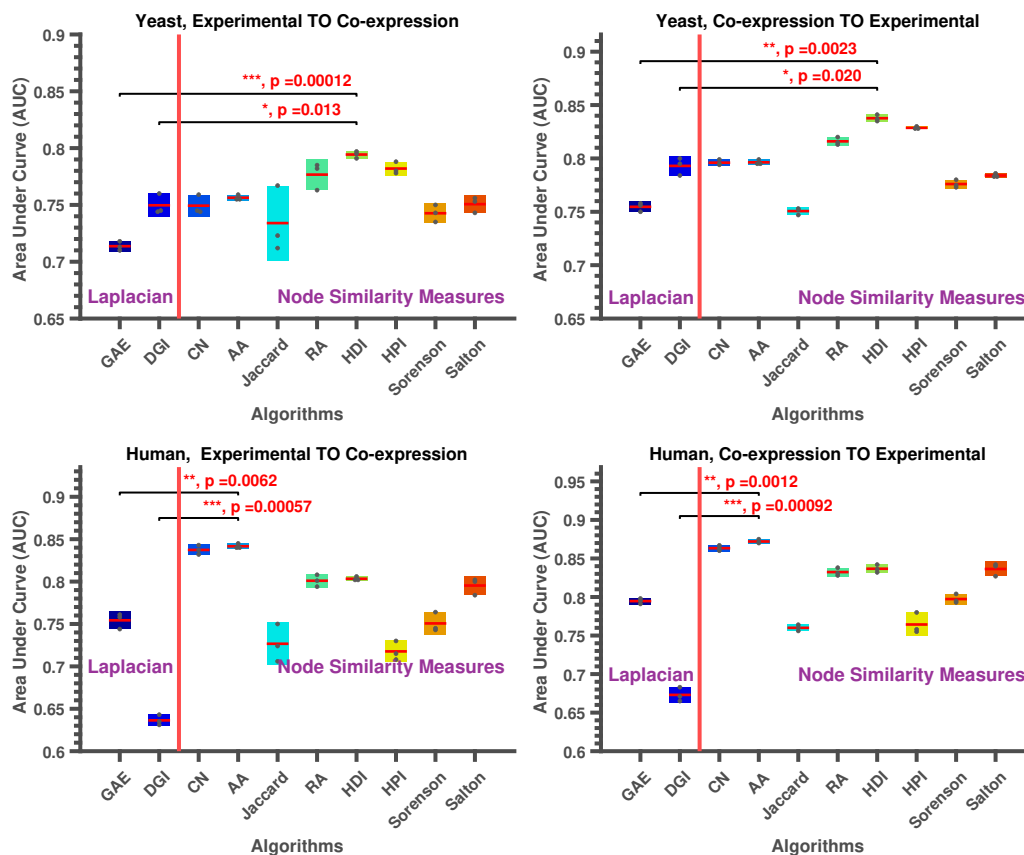 Yeast, Experimental TO Co-expression
Area Under Curve (AUC)
0.9
0.85
0.8
0.75
0.7
0.65
***, p =0.00012
*, p =0.013
Laplacian
Node Similarity Measures
GAE
DGI
CN
AA
Jaccard
RA
HDI
HPI
Sorenson
Salton
Algorithms
Yeast, Co-expression TO Experimental
Area Under Curve (AUC)
0.9
0.85
0.8
0.75
0.7
0.65
**, p =0.0023
*, p =0.020
Laplacian
Node Similarity Measures
GAE
DGI
CN
AA
Jaccard
RA
HDI
HPI
Sorenson
Salton
Algorithms
Human, Experimental TO Co-expression
Area Under Curve (AUC)
0.9
0.85
0.8
0.75
0.7
0.65
0.6
**, p =0.0062
***, p =0.00057
Laplacian
Node Similarity Measures
GAE
DGI
CN
AA
Jaccard
RA
HDI
HPI
Sorenson
Salton
Algorithms
Human, Co-expression TO Experimental
Area Under Curve (AUC)
0.95
0.9
0.85
0.8
0.75
0.7
0.65
0.6
**, p =0.0012
***, p =0.00092
Laplacian
Node Similarity Measures
GAE
DGI
CN
AA
Jaccard
RA
HDI
HPI
Sorenson
Salton
Algorithms